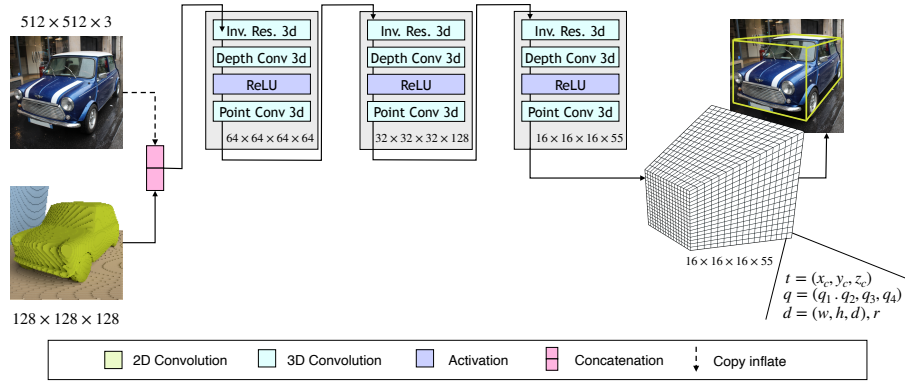 512 × 512 × 3
128 × 128 × 128
Inv. Res. 3d
Depth Conv 3d
ReLU
Point Conv 3d
64 × 64 × 64 × 64
Inv. Res. 3d
Depth Conv 3d
ReLU
Point Conv 3d
32 × 32 × 32 × 128
Inv. Res. 3d
Depth Conv 3d
ReLU
Point Conv 3d
16 × 16 × 16 × 55
16 × 16 × 16 × 55
t = (x_c, y_c, z_c)
q = (q_1 . q_2, q_3, q_4)
d = (w, h, d), r
2D Convolution
3D Convolution
Activation
Concatenation
Copy inflate